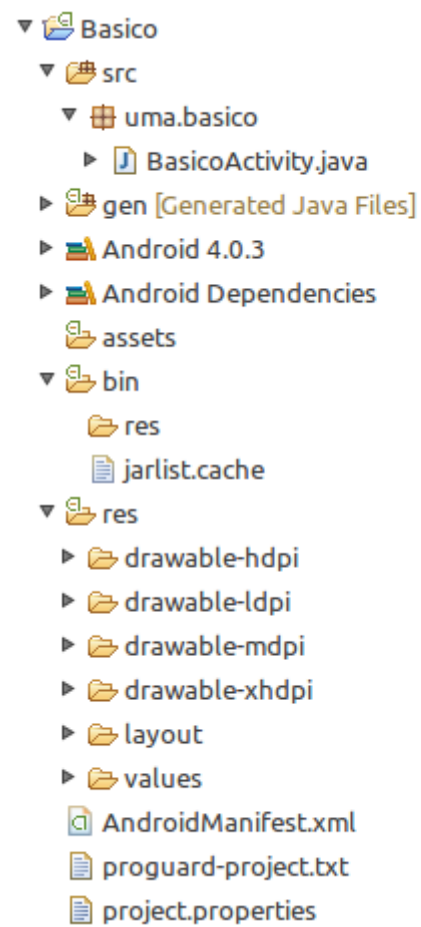 Basico
src
uma.basico
BasicoActivity.java
gen [Generated Java Files]
Android 4.0.3
Android Dependencies
assets
bin
res
jarlist.cache
res
drawable-hdpi
drawable-ldpi
drawable-mdpi
drawable-xhdpi
layout
values
AndroidManifest.xml
proguard-project.txt
project.properties